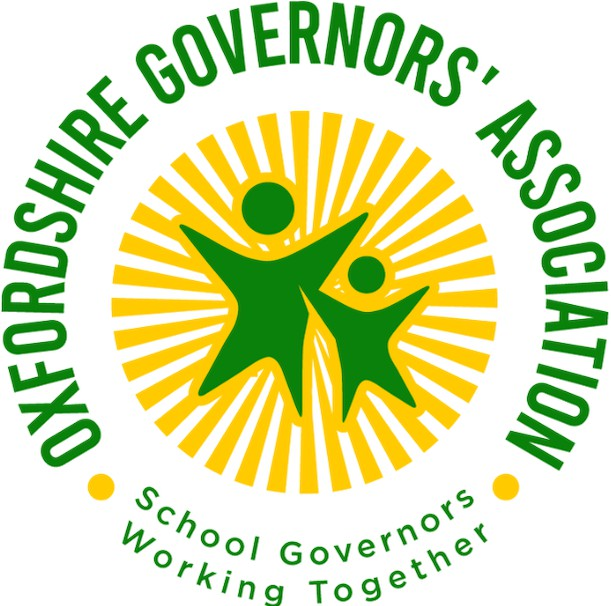 OXFORDSHIRE GOVERNORS' ASSOCIATION
School Governors
Working Together